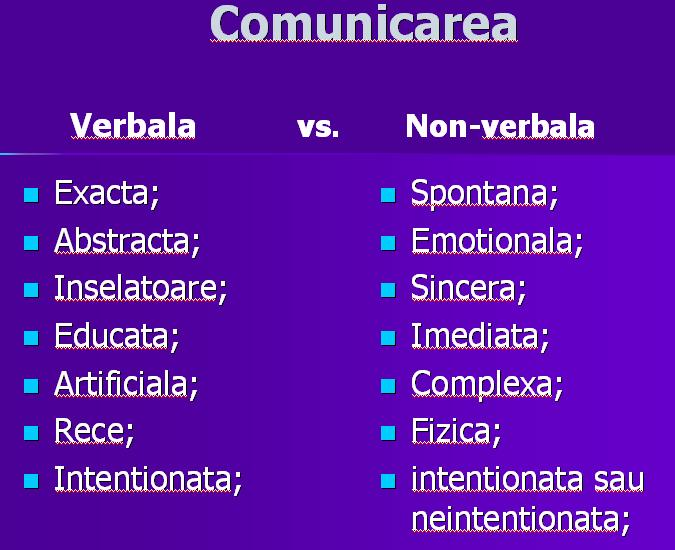 Comunicarea
Verbala vs. Non-verbala
Exacta;
Abstracta;
Inselatoare;
Educata;
Artificiala;
Rece;
Intentionata;
Spontana;
Emotionala;
Sincera;
Imediata;
Complexa;
Fizica;
intentionata sau
neintentionata;